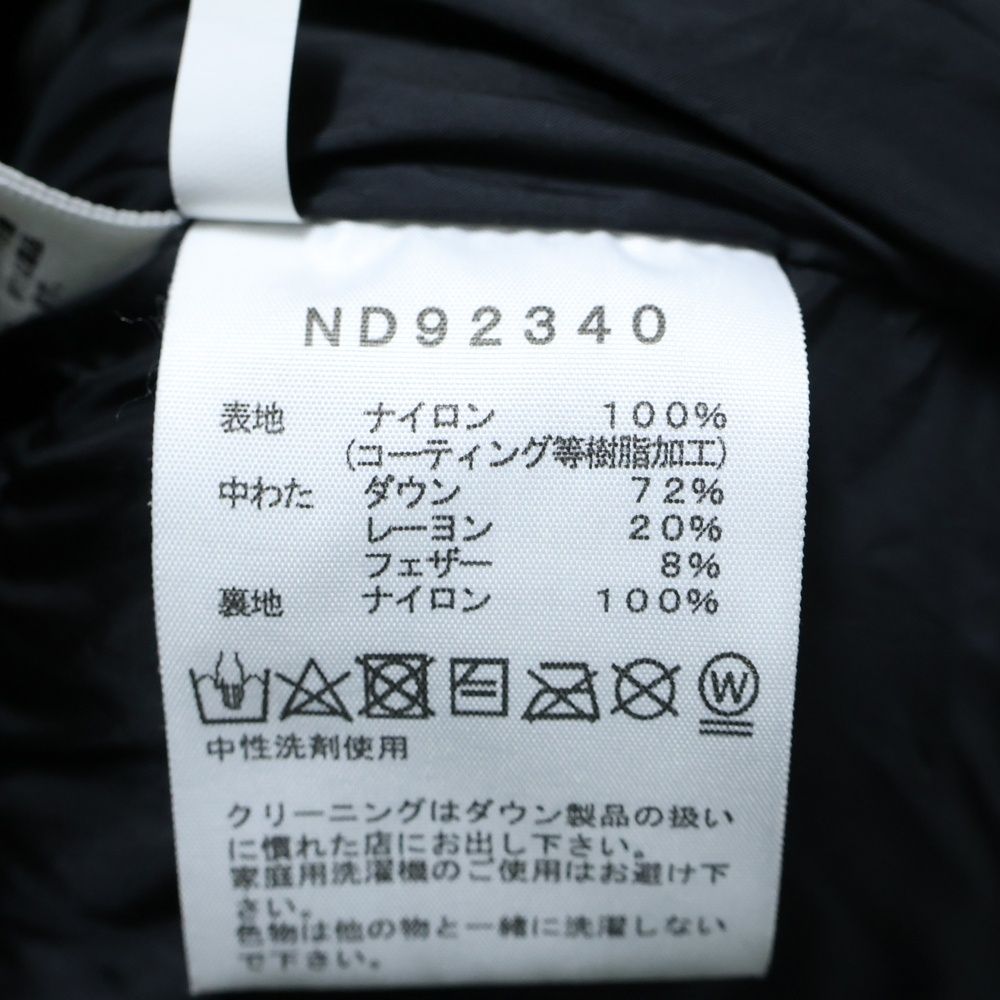 ND92340
表地 ナイロン 100%
(コーティング等樹脂加工)
中わた ダウン 72%
レーヨン 20%
フェザー 8%
裏地 ナイロン 100%
W
中性洗剤使用
クリーニングはダウン製品の扱い
に慣れた店にお出し下さい。
家庭用洗濯機のご使用はお避け下
さい。
色物は他の物と一緒に洗濯しない
で下さい。